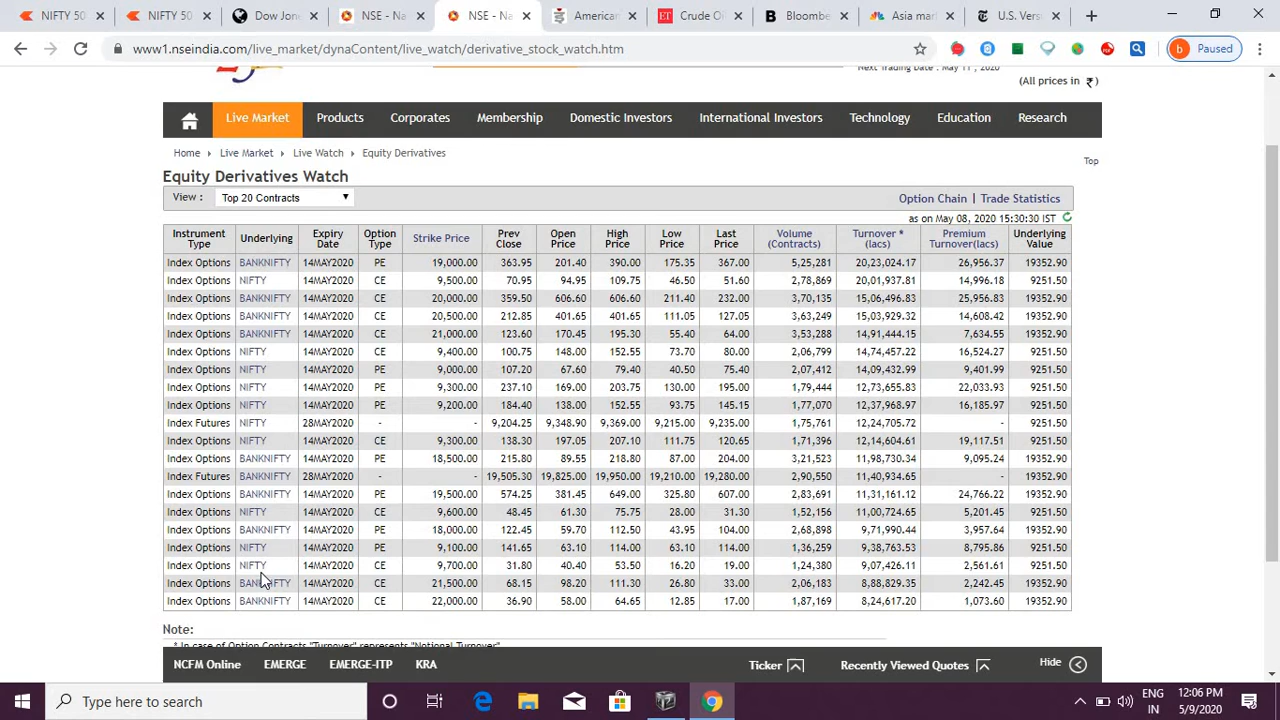 NIFTY 50
NIFTY 50
Dow Jone
NSE - Na
NSE - Na
American
Crude Oil
Bloombe
Asia mark
U.S. Vers
www1.nseindia.com/live_market/dynaContent/live_watch/derivative_stock_watch.htm
b Paused
Next Trading Date : May 11 , 2020
(All prices in ₹)
Live Market Products Corporates Membership Domestic Investors International Investors Technology Education Research
Home Live Market Live Watch Equity Derivatives
Top
Equity Derivatives Watch
View : Top 20 Contracts Option Chain | Trade Statistics
as on May 08, 2020 15:30:30 IST
Instrument Type Underlying Expiry Date Option Type Strike Price Prev Close Open Price High Price Low Price Last Price Volume (Contracts) Turnover * (lacs) Premium Turnover(lacs) Underlying Value
Index Options BANKNIFTY 14MAY2020 PE 19,000.00 363.95 201.40 390.00 175.35 367.00 5,25,281 20,23,024.17 26,956.37 19352.90
Index Options NIFTY 14MAY2020 CE 9,500.00 70.95 94.95 109.75 46.50 51.60 2,78,869 20,01,937.81 14,996.18 9251.50
Index Options BANKNIFTY 14MAY2020 CE 20,000.00 359.50 606.60 606.60 211.40 232.00 3,70,135 15,06,496.83 25,956.83 19352.90
Index Options BANKNIFTY 14MAY2020 CE 20,500.00 212.85 401.65 401.65 111.05 127.05 3,63,249 15,03,929.32 14,608.42 19352.90
Index Options BANKNIFTY 14MAY2020 CE 21,000.00 123.60 170.45 195.30 55.40 64.00 3,53,288 14,91,444.15 7,634.55 19352.90
Index Options NIFTY 14MAY2020 CE 9,400.00 100.75 148.00 152.55 73.70 80.00 2,06,799 14,74,457.22 16,524.27 9251.50
Index Options NIFTY 14MAY2020 PE 9,000.00 107.20 67.60 79.40 40.50 75.40 2,07,412 14,09,432.99 9,401.99 9251.50
Index Options NIFTY 14MAY2020 PE 9,300.00 237.10 169.00 203.75 130.00 195.00 1,79,444 12,73,655.83 22,033.93 9251.50
Index Options NIFTY 14MAY2020 PE 9,200.00 184.40 138.00 152.55 93.75 145.15 1,77,070 12,37,968.97 16,185.97 9251.50
Index Futures NIFTY 28MAY2020 - - 9,204.25 9,348.90 9,369.00 9,215.00 9,235.00 1,75,761 12,24,705.72 - 9251.50
Index Options NIFTY 14MAY2020 CE 9,300.00 138.30 197.05 207.10 111.75 120.65 1,71,396 12,14,604.61 19,117.51 9251.50
Index Options BANKNIFTY 14MAY2020 PE 18,500.00 215.80 89.55 218.80 87.00 204.00 3,21,523 11,98,730.34 9,095.24 19352.90
Index Futures BANKNIFTY 28MAY2020 - - 19,505.30 19,825.00 19,950.00 19,210.00 19,280.00 2,90,550 11,40,934.65 - 19352.90
Index Options BANKNIFTY 14MAY2020 PE 19,500.00 574.25 381.45 649.00 325.80 607.00 2,83,691 11,31,161.12 24,766.22 19352.90
Index Options NIFTY 14MAY2020 CE 9,600.00 48.45 61.30 75.75 28.00 31.30 1,52,156 11,00,724.65 5,201.45 9251.50
Index Options BANKNIFTY 14MAY2020 PE 18,000.00 122.45 59.70 112.50 43.95 104.00 2,68,898 9,71,990.44 3,957.64 19352.90
Index Options NIFTY 14MAY2020 PE 9,100.00 141.65 63.10 114.00 63.10 114.00 1,36,259 9,38,763.53 8,795.86 9251.50
Index Options NIFTY 14MAY2020 CE 9,700.00 31.80 40.40 53.50 16.20 19.00 1,24,380 9,07,426.11 2,561.61 9251.50
Index Options BANKNIFTY 14MAY2020 CE 21,500.00 68.15 98.20 111.30 26.80 33.00 2,06,183 8,88,829.35 2,242.45 19352.90
Index Options BANKNIFTY 14MAY2020 CE 22,000.00 36.90 58.00 64.65 12.85 17.00 1,87,169 8,24,617.20 1,073.60 19352.90
Note:
* In case of Option Contracts "Turnover" represents "Notional Turnover"
NCFM Online EMERGE EMERGE-ITP KRA Ticker Recently Viewed Quotes Hide
Type here to search
ENG
IN
12:06 PM
5/9/2020